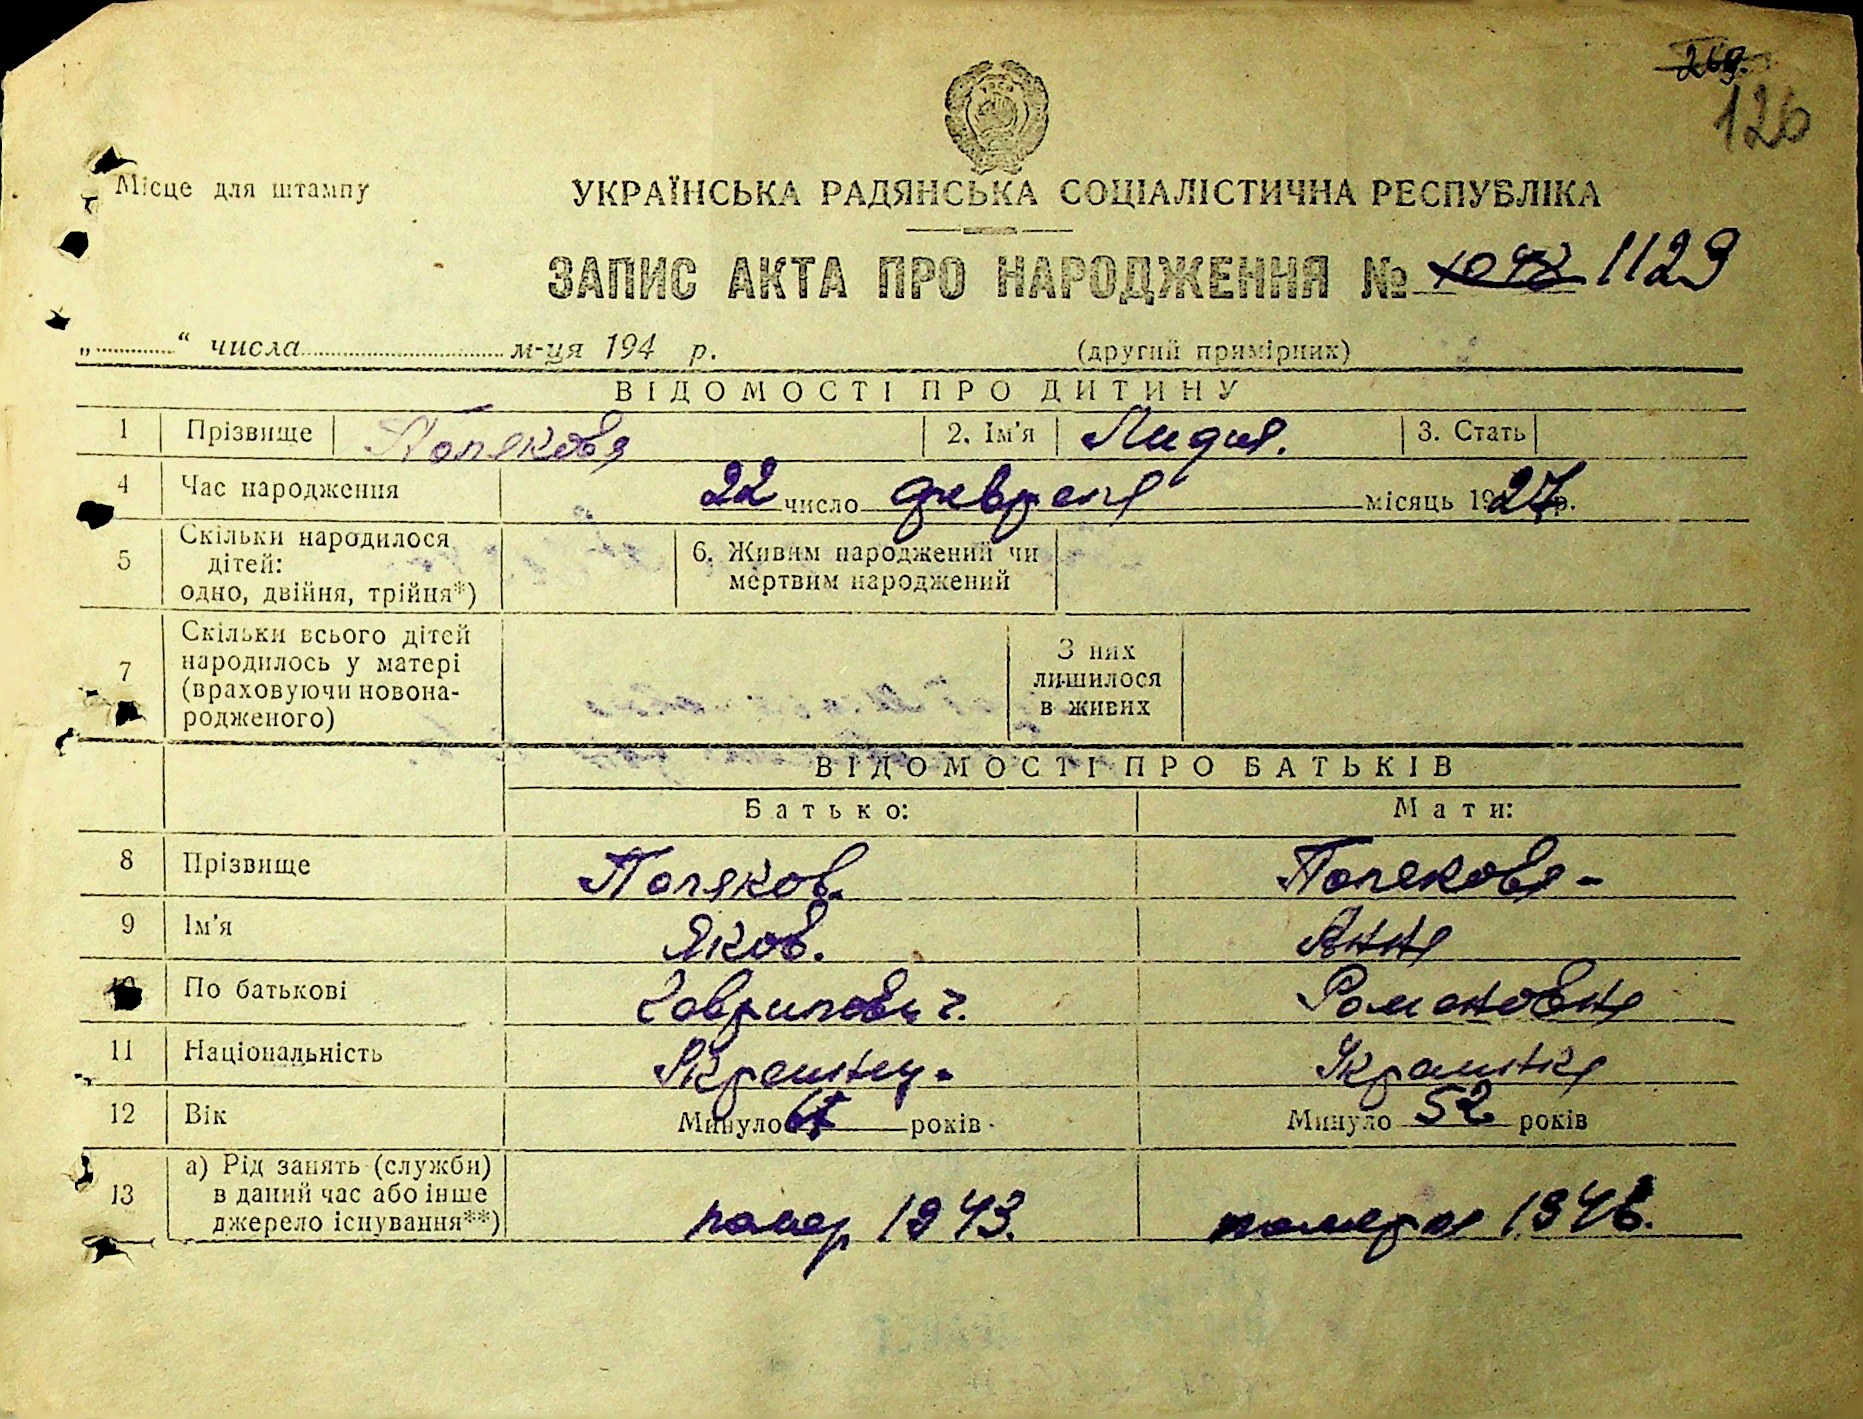 269.
126
Місце для штампу
УКРАЇНСЬКА РАДЯНСЬКА СОЦІАЛІСТИЧНА РЕСПУБЛІКА
ЗАПИС АКТА ПРО НАРОДЖЕННЯ № 1129
„ “ числа м-ця 194 р. (другий примірник)
ВІДОМОСТІ ПРО ДИТИНУ
1 Прізвище Полякова 2. Ім'я Лидия. 3. Стать
4 Час народження 22 число февраля місяць 1927 р.
5 Скільки народилося дітей: одно, двійня, трійня*) 6. Живим народжений чи мертвим народжений
7 Скільки всього дітей народилось у матері (враховуючи новонародженого) З них лишилося в живих
ВІДОМОСТІ ПРО БАТЬКІВ
Батько: Мати:
8 Прізвище Поляков. Полякова-
9 Ім'я Яков. Анна
10 По батькові Гаврилович. Романовна
11 Національність Украинец. Украинка
12 Вік Минуло років Минуло 52 років
13 а) Рід занять (служби) в даний час або інше джерело існування**) помер 1943. померла 1946.